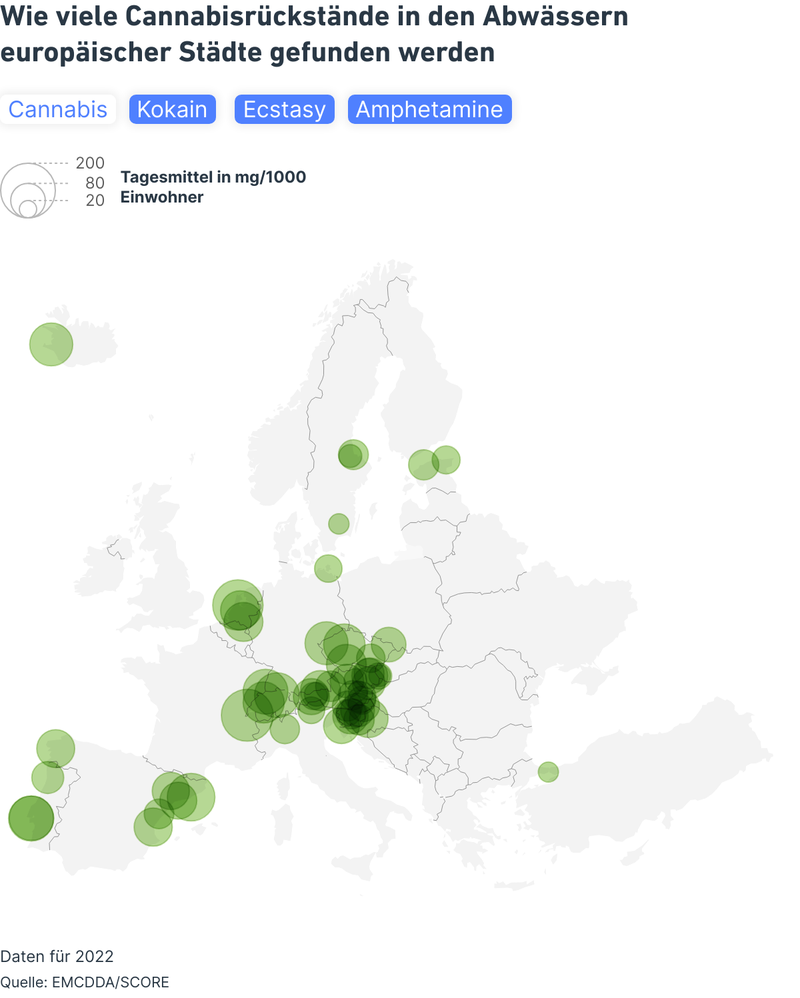 Wie viele Cannabisrückstände in den Abwässern
europäischer Städte gefunden werden
Cannabis Kokain Ecstasy Amphetamine
200
80
20
Tagesmittel in mg/1000
Einwohner
Daten für 2022
Quelle: EMCDDA/SCORE